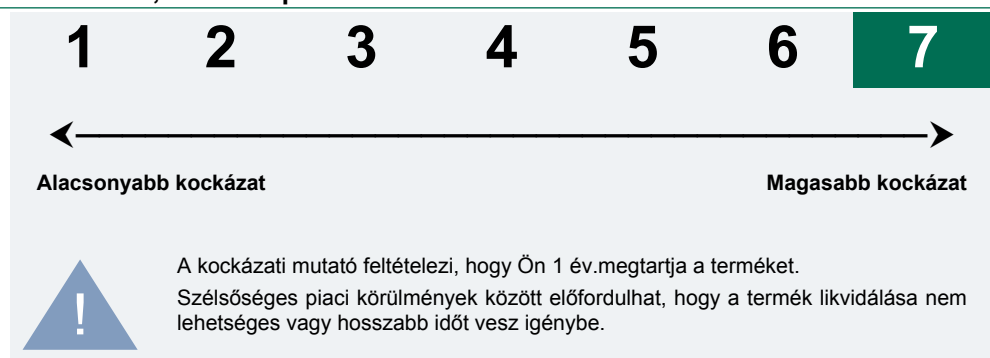 1 2 3 4 5 6 7
Alacsonyabb kockázat Magasabb kockázat
A kockázati mutató feltételezi, hogy Ön 1 év.megtartja a terméket.
Szélsőséges piaci körülmények között előfordulhat, hogy a termék likvidálása nem
lehetséges vagy hosszabb időt vesz igénybe.
!